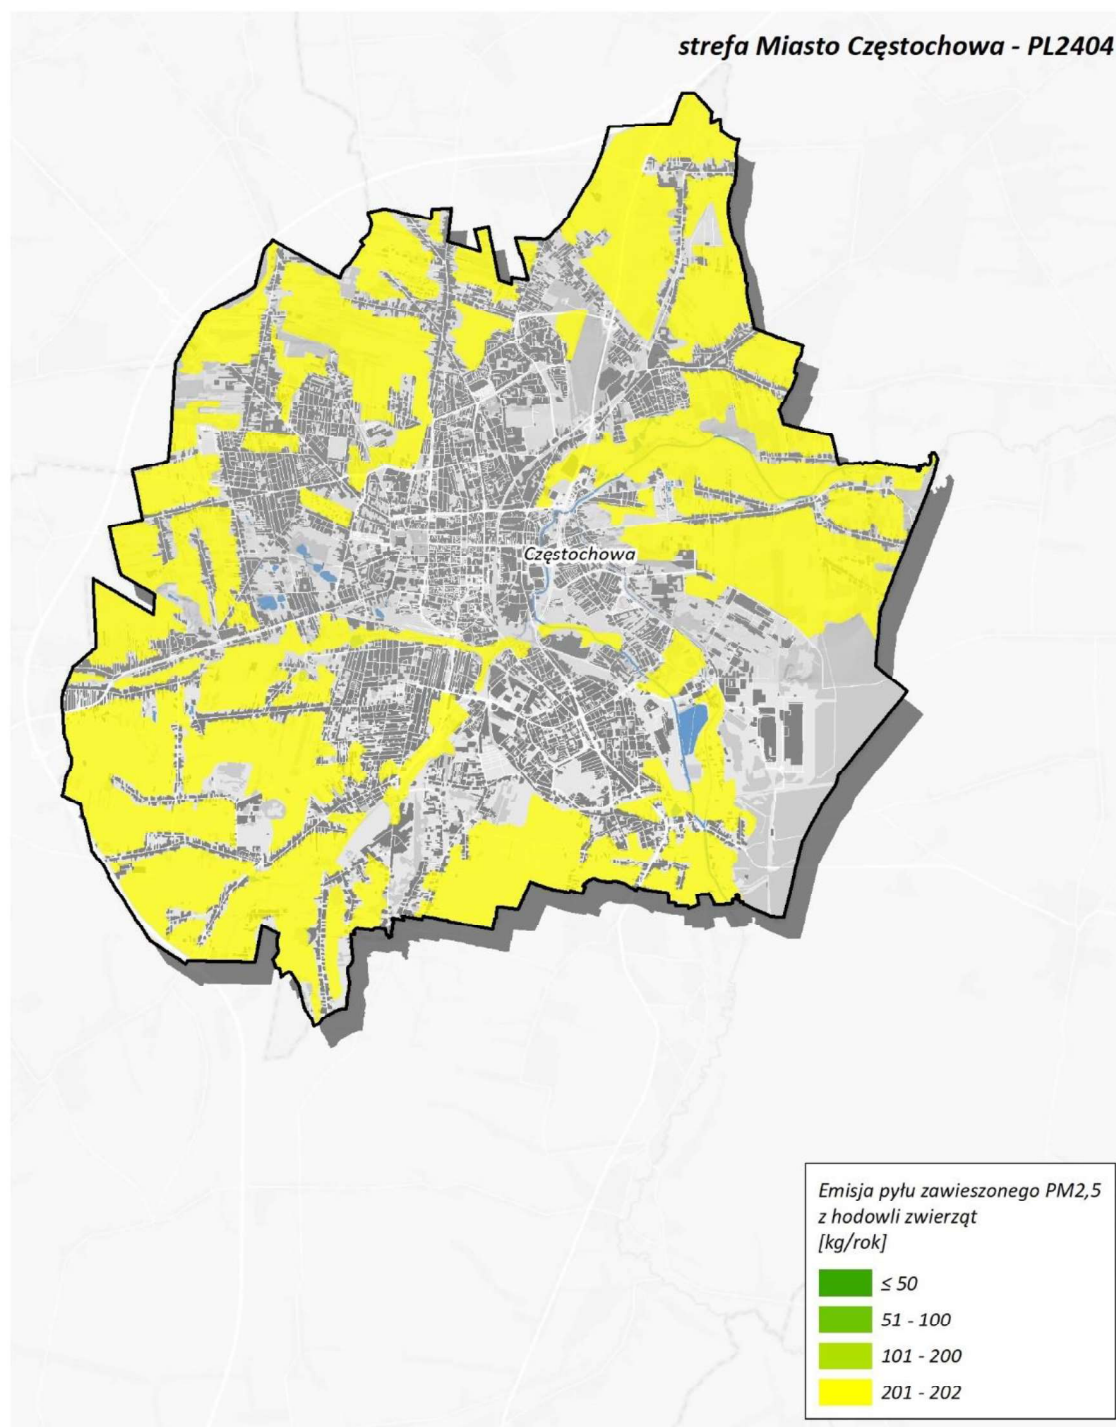 strefa Miasto Częstochowa - PL2404
Częstochowa
Emisja pyłu zawieszonego PM2,5
z hodowli zwierząt
[kg/rok]
≤ 50
51 - 100
101 - 200
201 - 202